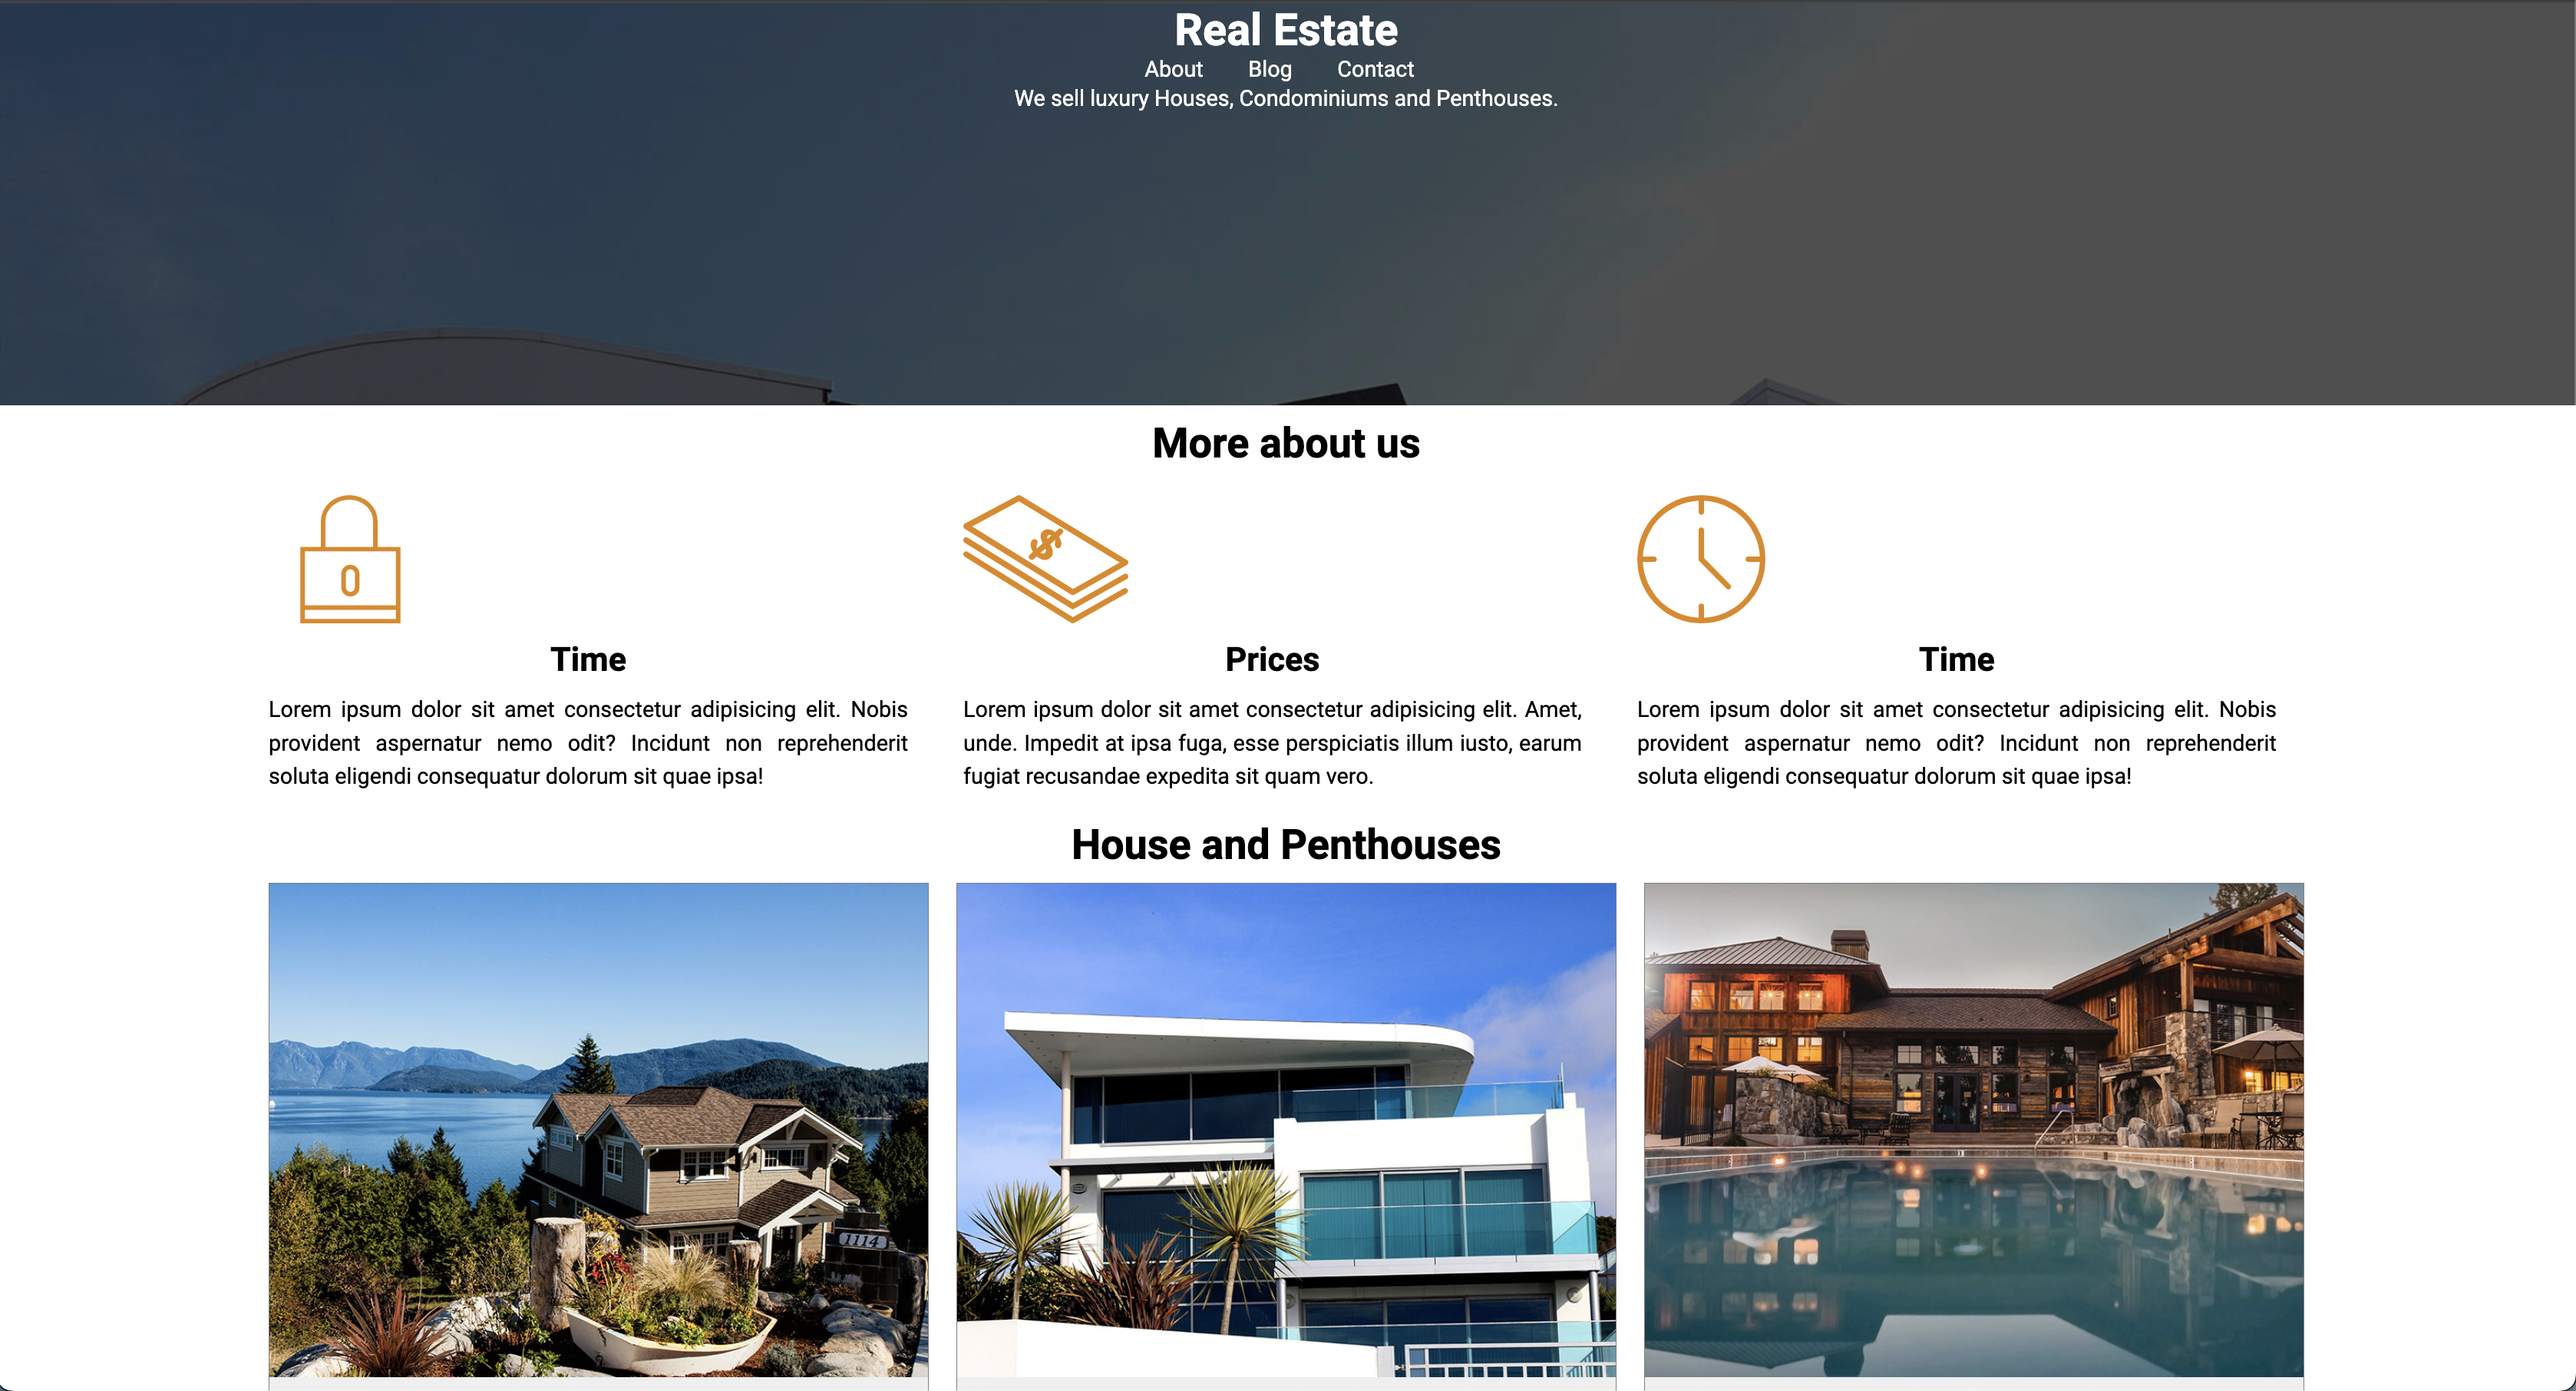 Real Estate
About Blog Contact
We sell luxury Houses, Condominiums and Penthouses.
More about us
0
$
Time
Lorem ipsum dolor sit amet consectetur adipisicing elit. Nobis
provident aspernatur nemo odit? Incidunt non reprehenderit
soluta eligendi consequatur dolorum sit quae ipsa!
Prices
Lorem ipsum dolor sit amet consectetur adipisicing elit. Amet,
unde. Impedit at ipsa fuga, esse perspiciatis illum iusto, earum
fugiat recusandae expedita sit quam vero.
Time
Lorem ipsum dolor sit amet consectetur adipisicing elit. Nobis
provident aspernatur nemo odit? Incidunt non reprehenderit
soluta eligendi consequatur dolorum sit quae ipsa!
House and Penthouses
1114